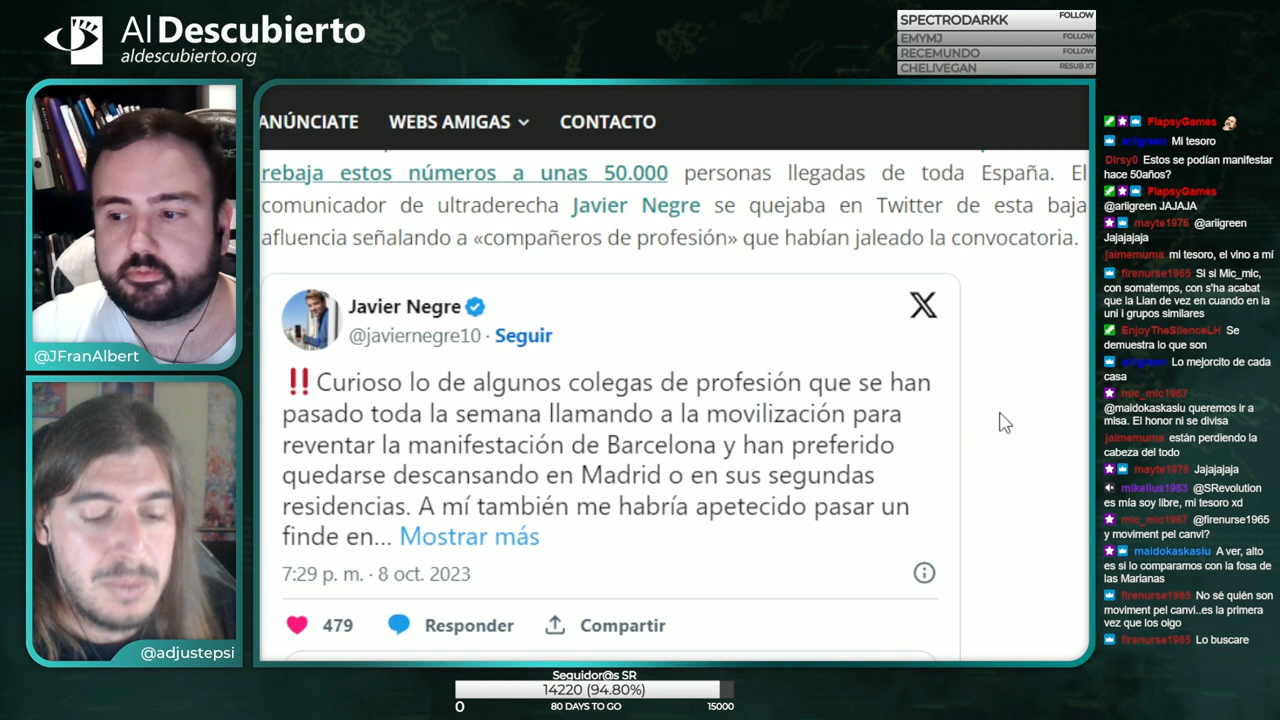 Al Descubierto
aldescubierto.org
SPECTRODARKK FOLLOW
EMYMJ FOLLOW
RECEMUNDO FOLLOW
CHELIVEGAN RESUB X7
@JFranAlbert
@adjustepsi
ANÚNCIATE WEBS AMIGAS CONTACTO
rebaja estos números a unas 50.000 personas llegadas de toda España. El
comunicador de ultraderecha Javier Negre se quejaba en Twitter de esta baja
afluencia señalando a «compañeros de profesión» que habían jaleado la convocatoria.
Javier Negre
@javiernegre10 · Seguir
‼️Curioso lo de algunos colegas de profesión que se han
pasado toda la semana llamando a la movilización para
reventar la manifestación de Barcelona y han preferido
quedarse descansando en Madrid o en sus segundas
residencias. A mí también me habría apetecido pasar un
finde en... Mostrar más
7:29 p. m. · 8 oct. 2023
479 Responder Compartir
FlapsyGames
ariigreen Mi tesoro
Dirsy0 Estos se podían manifestar
hace 50años?
FlapsyGames
@ariigreen JAJAJA
mayte1976 @ariigreen
Jajajajaja
jaimemuma mi tesoro, el vino a mí
firenurse1965 Si si Mic_mic,
con somatemps, con s'ha acabat
que la Lian de vez en cuando en la
uni i grupos similares
EnjoyTheSilenceLH Se
demuestra lo que son
ariigreen Lo mejorcito de cada
casa
mic_mic1967
@maidokaskasiu queremos ir a
misa. El honor ni se divisa
jaimemuma están perdiendo la
cabeza del todo
mayte1976 Jajajajaja
mikelius1983 @SRevolution
es mía soy libre, mi tesoro xd
mic_mic1967 @firenurse1965
y moviment pel canvi?
maidokaskasiu A ver, alto
es si lo comparamos con la fosa de
las Marianas
firenurse1965 No sé quién son
moviment pel canvi..es la primera
vez que los oigo
firenurse1965 Lo buscare
Seguidor@s SR
14220 (94.80%)
0 80 DAYS TO GO 15000